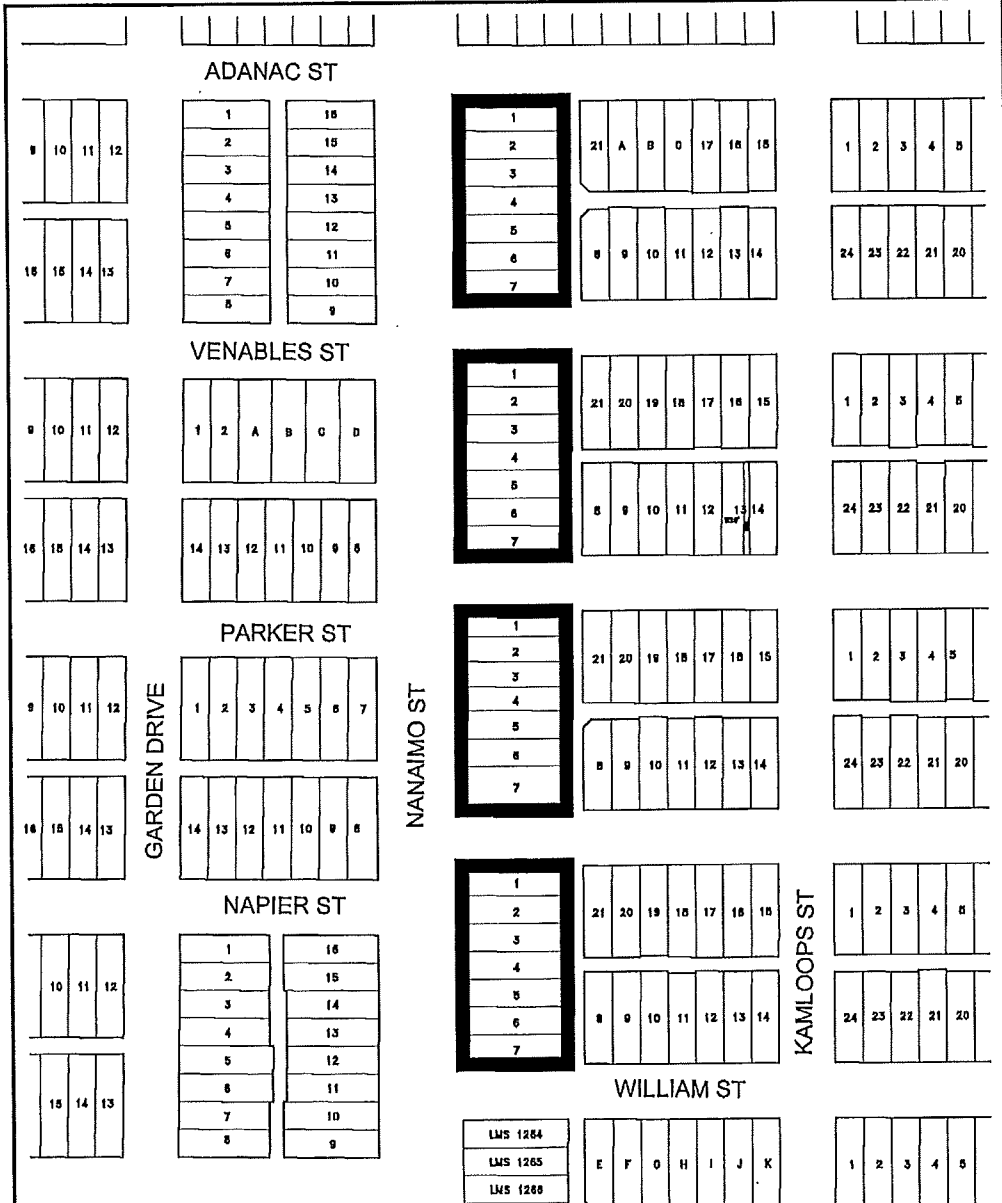 ADANAC ST
9 10 11 12
16 15 14 13
1 2 3 4 5 6 7 8
16 15 14 13 12 11 10 9
1 2 3 4 5 6 7
21 A B C 17 16 15
8 9 10 11 12 13 14
1 2 3 4 5
24 23 22 21 20
VENABLES ST
9 10 11 12
16 15 14 13
1 2 A B C D
14 13 12 11 10 9 8
1 2 3 4 5 6 7
21 20 19 18 17 16 15
8 9 10 11 12 13 14
1 2 3 4 5
24 23 22 21 20
PARKER ST
GARDEN DRIVE
NANAIMO ST
9 10 11 12
16 15 14 13
1 2 3 4 5 6 7
14 13 12 11 10 9 8
1 2 3 4 5 6 7
21 20 19 18 17 16 15
8 9 10 11 12 13 14
1 2 3 4 5
24 23 22 21 20
NAPIER ST
KAMLOOPS ST
10 11 12
15 14 13
1 2 3 4 5 6 7 8
16 15 14 13 12 11 10 9
1 2 3 4 5 6 7
21 20 19 18 17 16 15
8 9 10 11 12 13 14
1 2 3 4 5
24 23 22 21 20
WILLIAM ST
LMS 1264
LMS 1265
LMS 1266
E F G H I J K
1 2 3 4 5